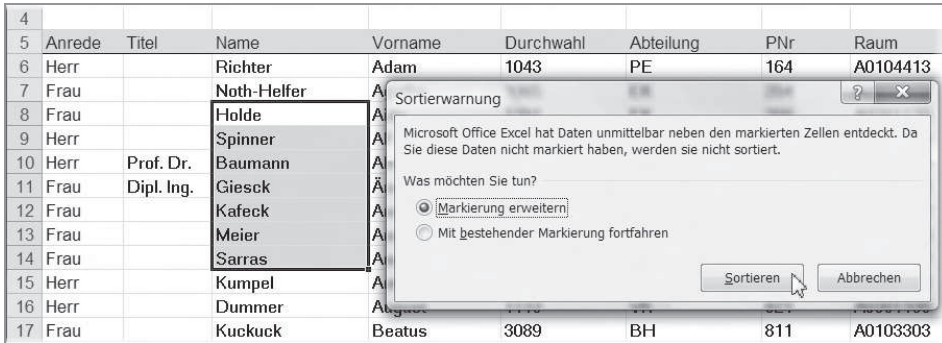 4
5 Anrede Titel Name Vorname Durchwahl Abteilung PNr Raum
6 Herr Richter Adam 1043 PE 164 A0104413
7 Frau Noth-Helfer
8 Frau Holde
9 Herr Spinner
10 Herr Prof. Dr. Baumann
11 Frau Dipl. Ing. Giesck
12 Frau Kafeck
13 Frau Meier
14 Frau Sarras
15 Herr Kumpel
16 Herr Dummer
17 Frau Kuckuck Beatus 3089 BH 811 A0103303
Sortierwarnung
Microsoft Office Excel hat Daten unmittelbar neben den markierten Zellen entdeckt. Da
Sie diese Daten nicht markiert haben, werden sie nicht sortiert.
Was möchten Sie tun?
Markierung erweitern
Mit bestehender Markierung fortfahren
Sortieren Abbrechen